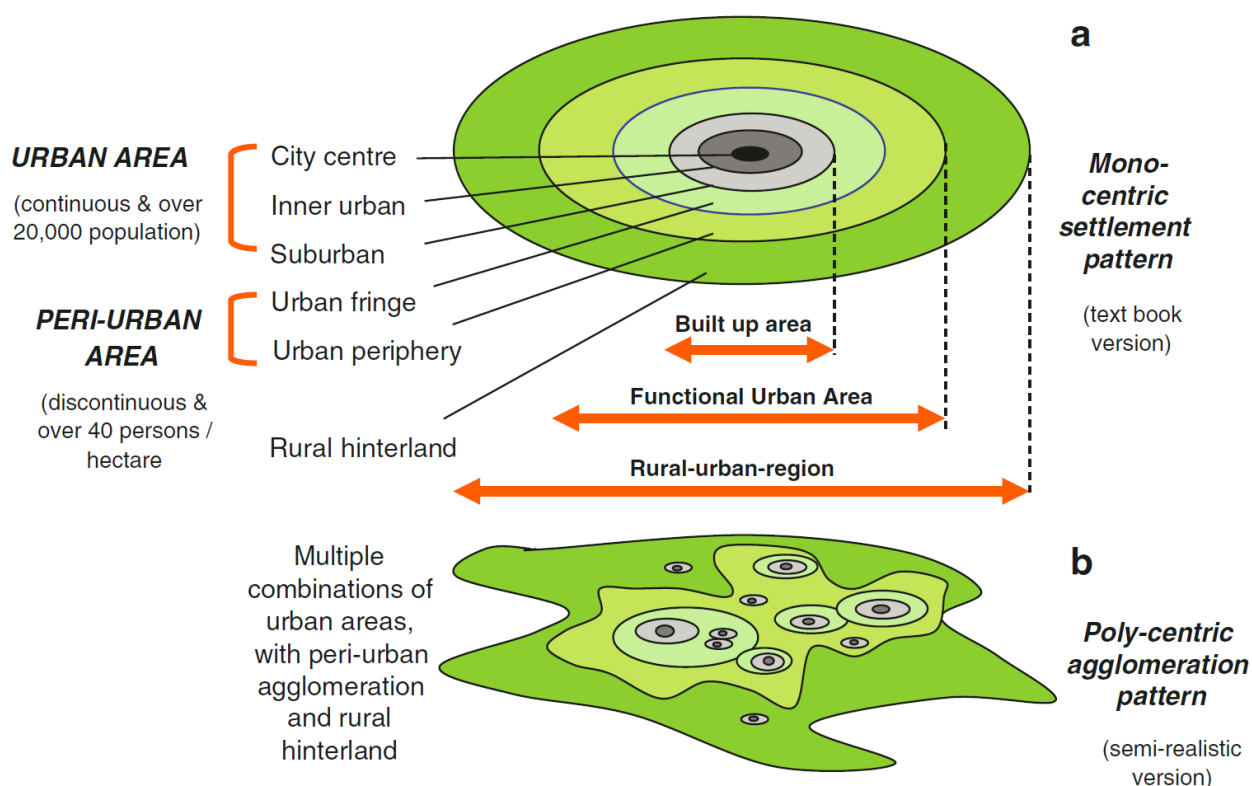 a
URBAN AREA
(continuous & over
20,000 population)
City centre
Inner urban
Suburban
PERI-URBAN
AREA
(discontinuous &
over 40 persons /
hectare
Urban fringe
Urban periphery
Rural hinterland
Built up area
Functional Urban Area
Rural-urban-region
Mono-
centric
settlement
pattern
(text book
version)
Multiple
combinations of
urban areas,
with peri-urban
agglomeration
and rural
hinterland
b
Poly-centric
agglomeration
pattern
(semi-realistic
version)